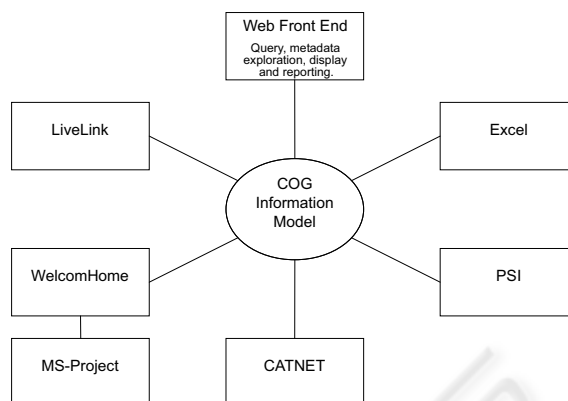 Web Front End
Query, metadata
exploration, display
and reporting.
LiveLink
Excel
COG
Information
Model
WelcomHome
PSI
MS-Project
CATNET